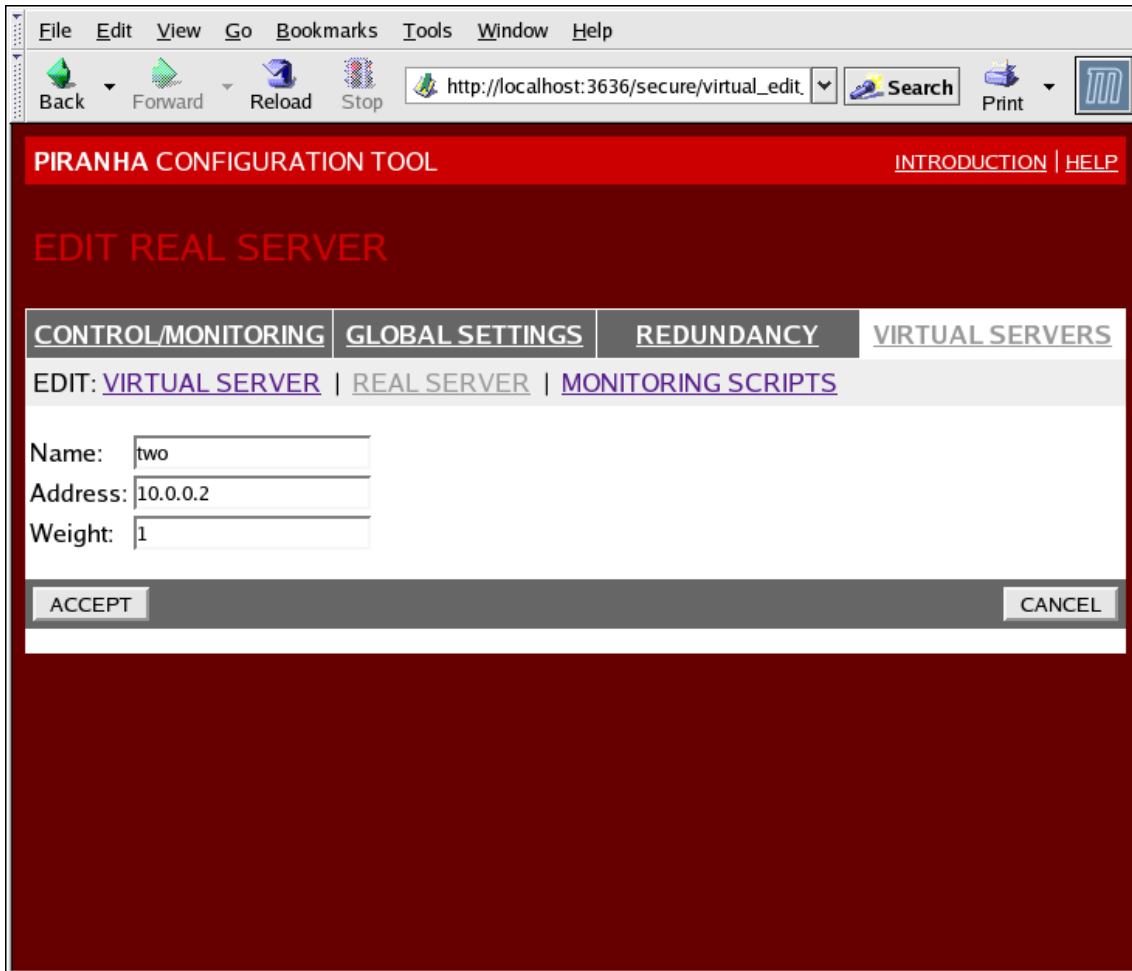 File Edit View Go Bookmarks Tools Window Help
Back Forward Reload Stop http://localhost:3636/secure/virtual_edit_ Search Print
PIRANHA CONFIGURATION TOOL INTRODUCTION | HELP
EDIT REAL SERVER
CONTROL/MONITORING GLOBAL SETTINGS REDUNDANCY VIRTUAL SERVERS
EDIT: VIRTUAL SERVER | REAL SERVER | MONITORING SCRIPTS
Name: two
Address: 10.0.0.2
Weight: 1
ACCEPT CANCEL